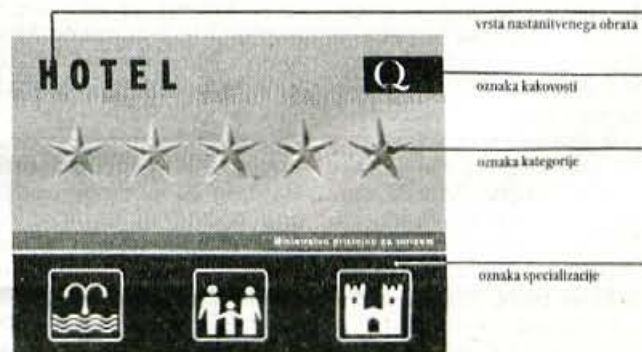 vrsta nastanitvenega obrata
HOTEL
Q
oznaka kakovosti
oznaka kategorije
Ministrstvo pristojno za turizem
oznaka specializacije